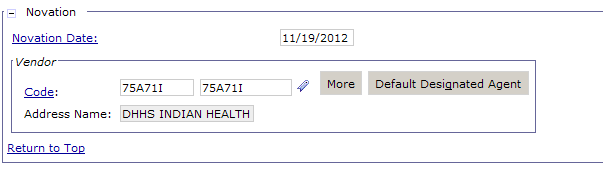 Novation
Novation Date: 11/19/2012
Vendor
Code: 75A71I 75A71I More Default Designated Agent
Address Name: DHHS INDIAN HEALTH
Return to Top